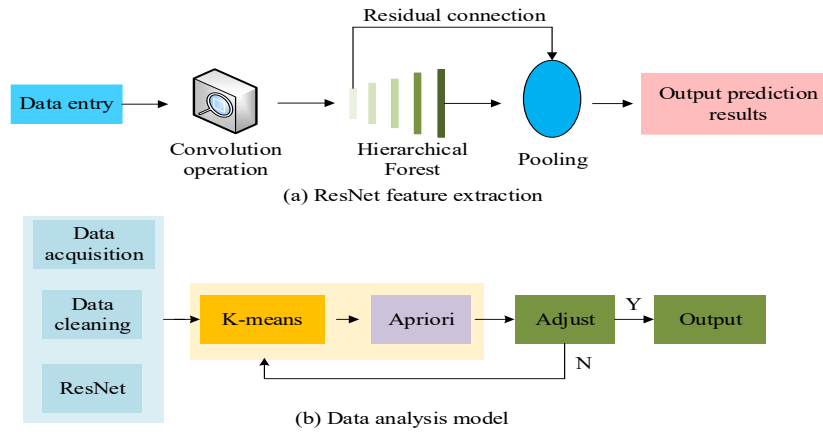 Residual connection
Data entry
Convolution
operation
Hierarchical
Forest
Pooling
Output prediction
results
(a) ResNet feature extraction
Data
acquisition
Data
cleaning
ResNet
K-means
Apriori
Adjust
Y
Output
N
(b) Data analysis model